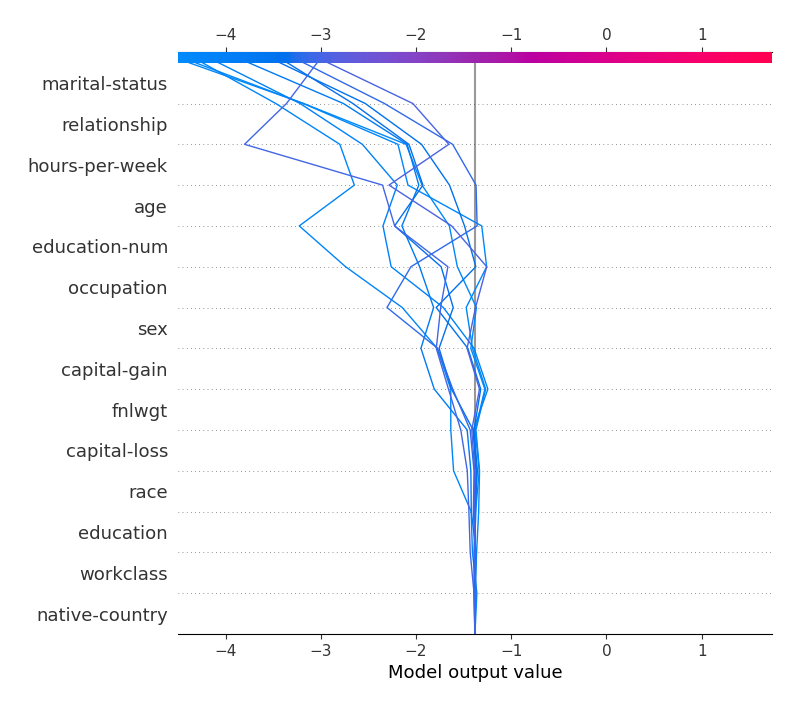 −4 −3 −2 −1 0 1
marital-status
relationship
hours-per-week
age
education-num
occupation
sex
capital-gain
fnlwgt
capital-loss
race
education
workclass
native-country
−4 −3 −2 −1 0 1
Model output value